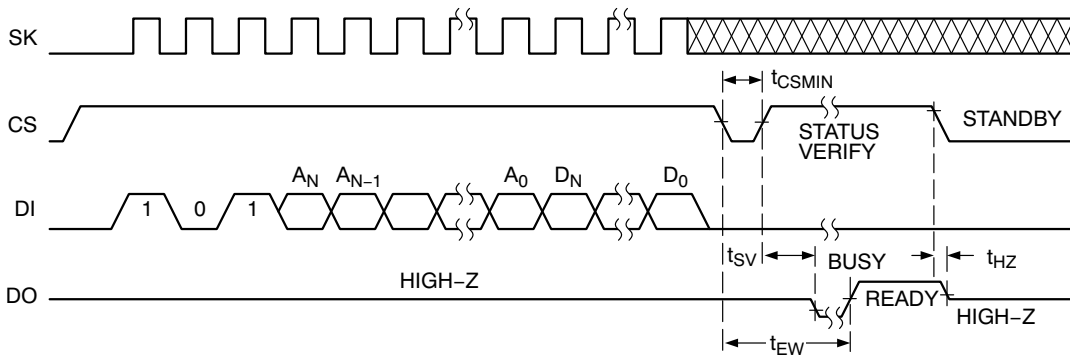 SK
t_CSMIN
CS
STATUS
VERIFY
STANDBY
A_N A_N−1 A_0 D_N D_0
DI 1 0 1
t_SV BUSY t_HZ
HIGH−Z
DO READY
HIGH−Z
t_EW